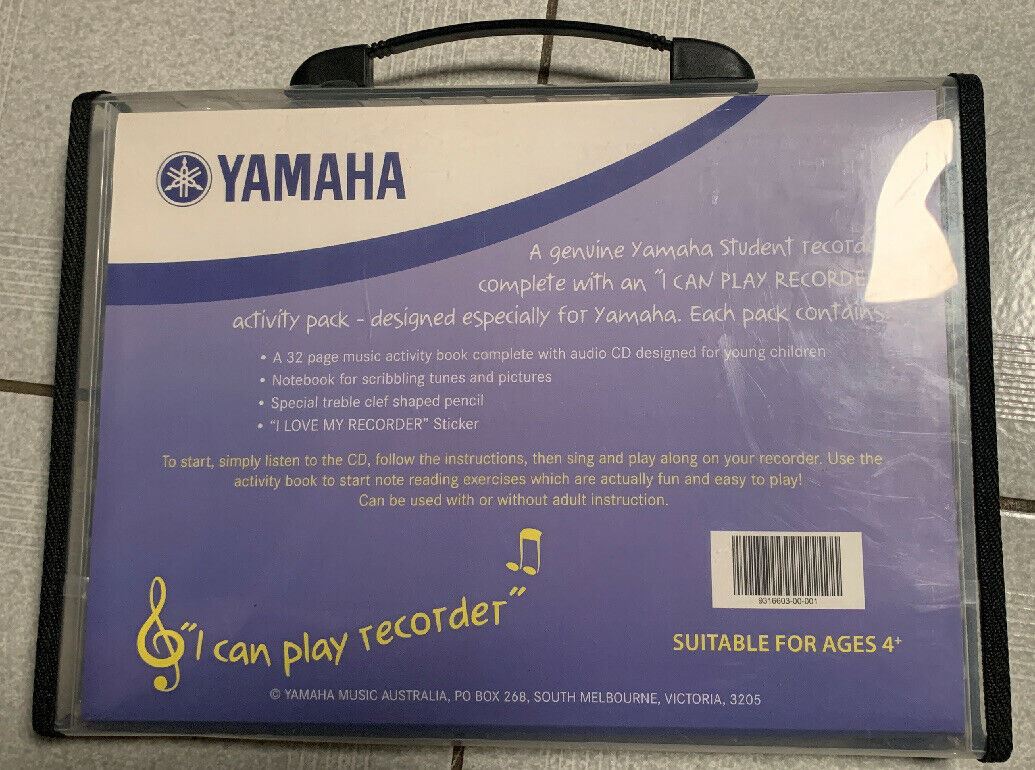 YAMAHA
A genuine Yamaha Student recorder
complete with an "I CAN PLAY RECORDER"
activity pack - designed especially for Yamaha. Each pack contains
• A 32 page music activity book complete with audio CD designed for young children
• Notebook for scribbling tunes and pictures
• Special treble clef shaped pencil
• "I LOVE MY RECORDER" Sticker
To start, simply listen to the CD, follow the instructions, then sing and play along on your recorder. Use the
activity book to start note reading exercises which are actually fun and easy to play!
Can be used with or without adult instruction.
9316603-00-001
"I can play recorder"
SUITABLE FOR AGES 4+
© YAMAHA MUSIC AUSTRALIA, PO BOX 268, SOUTH MELBOURNE, VICTORIA, 3205